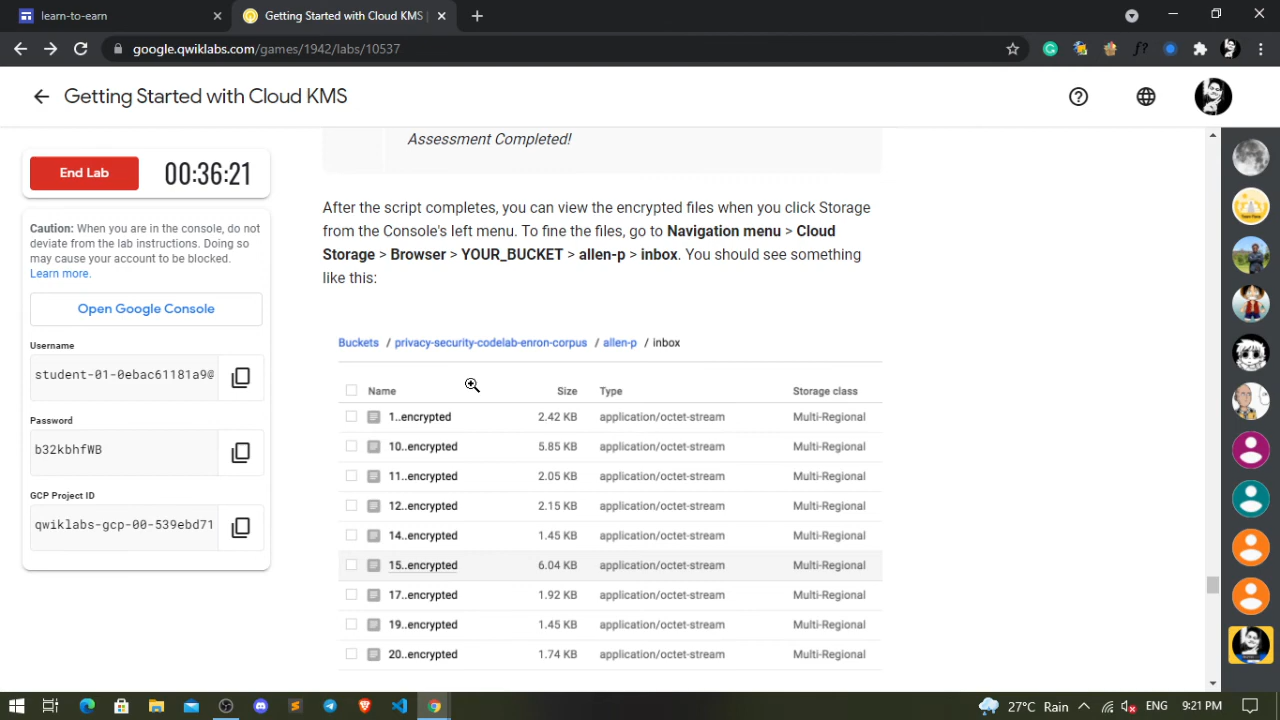 learn-to-earn
Getting Started with Cloud KMS |
google.qwiklabs.com/games/1942/labs/10537
Getting Started with Cloud KMS
End Lab
00:36:21
Caution: When you are in the console, do not
deviate from the lab instructions. Doing so
may cause your account to be blocked.
Learn more.
Open Google Console
Username
student-01-0ebac61181a9@
Password
b32kbhfWB
GCP Project ID
qwiklabs-gcp-00-539ebd71
Assessment Completed!
After the script completes, you can view the encrypted files when you click Storage
from the Console's left menu. To fine the files, go to Navigation menu > Cloud
Storage > Browser > YOUR_BUCKET > allen-p > inbox. You should see something
like this:
Buckets / privacy-security-codelab-enron-corpus / allen-p / inbox
Name Size Type Storage class
1..encrypted 2.42 KB application/octet-stream Multi-Regional
10..encrypted 5.85 KB application/octet-stream Multi-Regional
11..encrypted 2.05 KB application/octet-stream Multi-Regional
12..encrypted 2.15 KB application/octet-stream Multi-Regional
14..encrypted 1.45 KB application/octet-stream Multi-Regional
15..encrypted 6.04 KB application/octet-stream Multi-Regional
17..encrypted 1.92 KB application/octet-stream Multi-Regional
19..encrypted 1.45 KB application/octet-stream Multi-Regional
20..encrypted 1.74 KB application/octet-stream Multi-Regional
27°C Rain ENG 9:21 PM